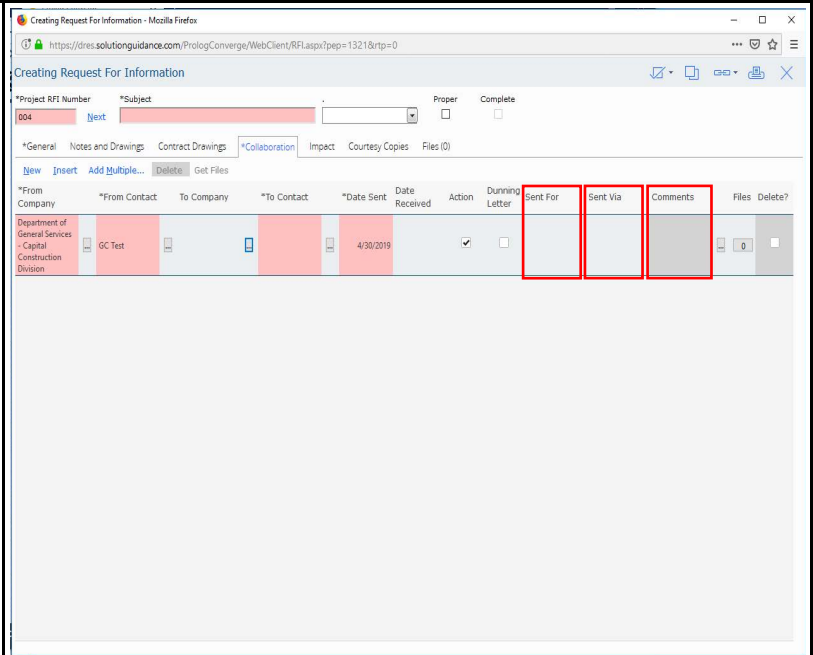 Creating Request For Information - Mozilla Firefox
https://dres.solutionguidance.com/PrologConverge/WebClient/RFI.aspx?pep=1321&rtp=0
Creating Request For Information
*Project RFI Number *Subject . Proper Complete
004 Next
*General Notes and Drawings Contract Drawings *Collaboration Impact Courtesy Copies Files (0)
New Insert Add Multiple... Delete Get Files
*From Company *From Contact To Company *To Contact *Date Sent Date Received Action Dunning Letter Sent For Sent Via Comments Files Delete?
Department of
General Services
- Capital
Construction
Division
... GC Test ... ... ... 4/30/2019 ... 0